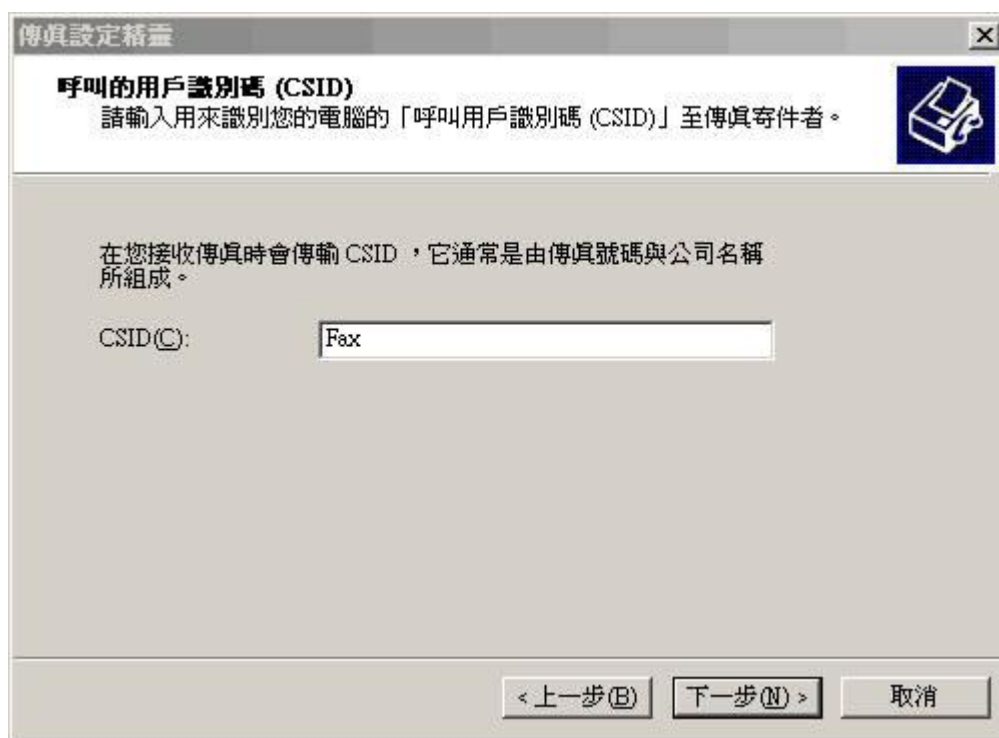 傳真設定精靈
呼叫的用戶識別碼 (CSID)
請輸入用來識別您的電腦的「呼叫用戶識別碼 (CSID)」至傳真寄件者。
在您接收傳真時會傳輸 CSID ，它通常是由傳真號碼與公司名稱
所組成。
CSID(C): Fax
<上一步(B) 下一步(N)> 取消